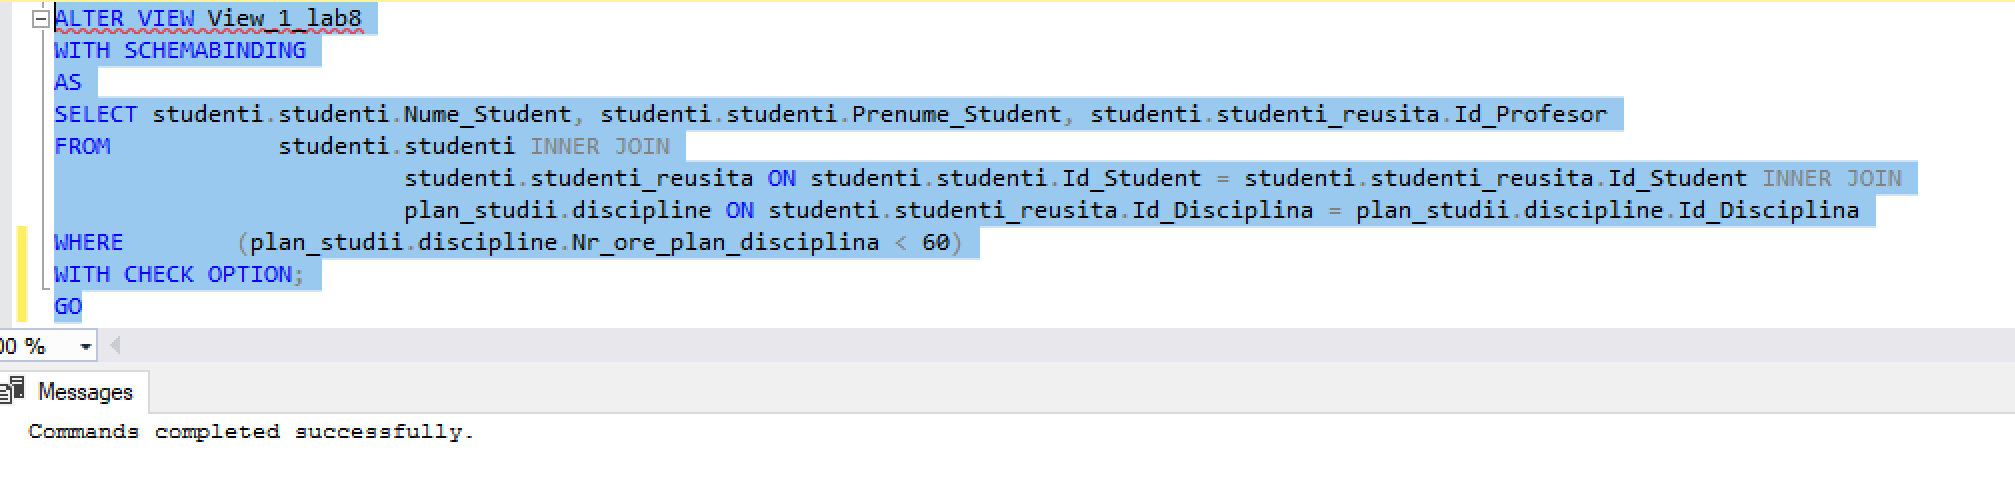 ALTER VIEW View_1_lab8
WITH SCHEMABINDING
AS
SELECT studenti.studenti.Nume_Student, studenti.studenti.Prenume_Student, studenti.studenti_reusita.Id_Profesor
FROM studenti.studenti INNER JOIN
studenti.studenti_reusita ON studenti.studenti.Id_Student = studenti.studenti_reusita.Id_Student INNER JOIN
plan_studii.discipline ON studenti.studenti_reusita.Id_Disciplina = plan_studii.discipline.Id_Disciplina
WHERE (plan_studii.discipline.Nr_ore_plan_disciplina < 60)
WITH CHECK OPTION;
GO
00 %
Messages
Commands completed successfully.